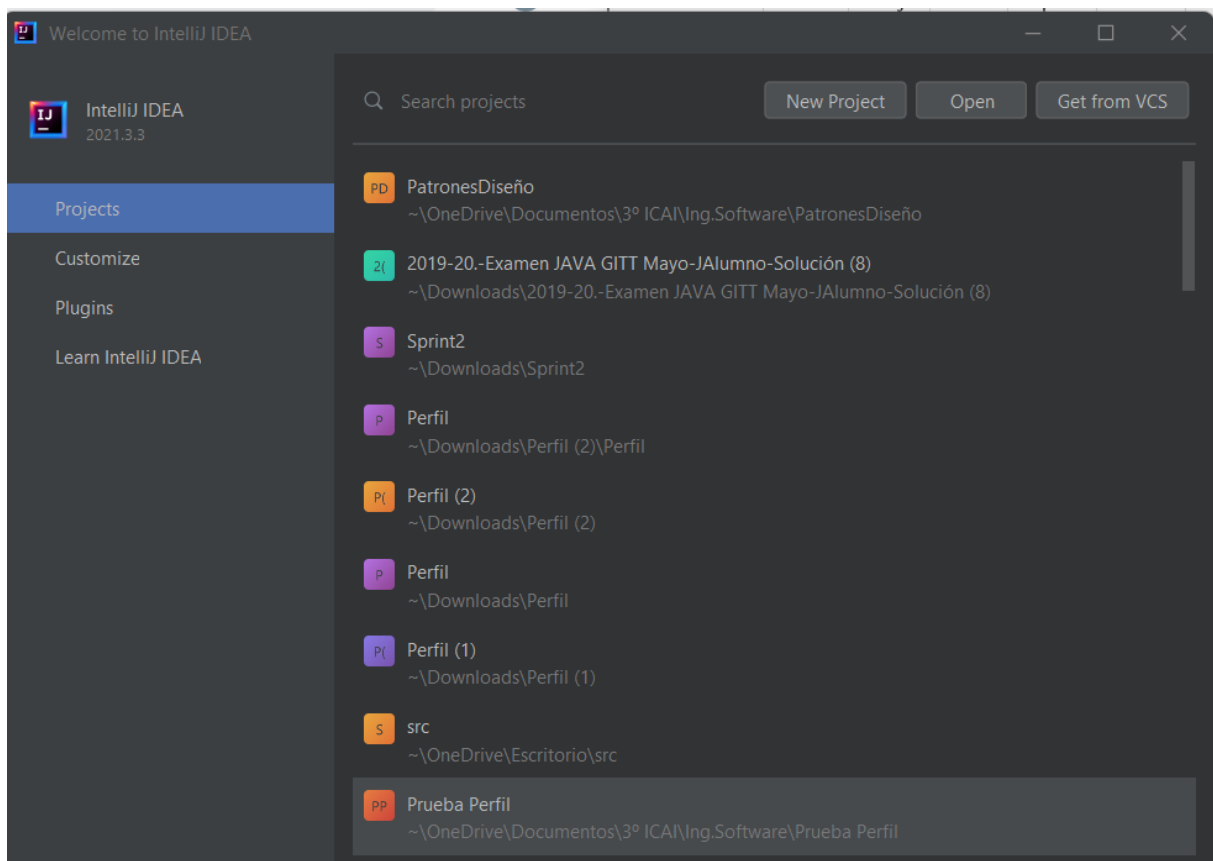 Welcome to IntelliJ IDEA
IntelliJ IDEA
2021.3.3
Projects
Customize
Plugins
Learn IntelliJ IDEA
Search projects
New Project
Open
Get from VCS
PD
PatronesDiseño
~\OneDrive\Documentos\3º ICAI\Ing.Software\PatronesDiseño
2(
2019-20.-Examen JAVA GITT Mayo-JAlumno-Solución (8)
~\Downloads\2019-20.-Examen JAVA GITT Mayo-JAlumno-Solución (8)
S
Sprint2
~\Downloads\Sprint2
P
Perfil
~\Downloads\Perfil (2)\Perfil
P(
Perfil (2)
~\Downloads\Perfil (2)
P
Perfil
~\Downloads\Perfil
P(
Perfil (1)
~\Downloads\Perfil (1)
S
src
~\OneDrive\Escritorio\src
PP
Prueba Perfil
~\OneDrive\Documentos\3º ICAI\Ing.Software\Prueba Perfil